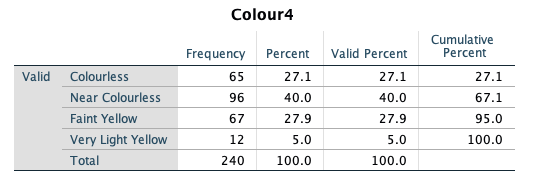 Colour4
Frequency Percent Valid Percent Cumulative Percent
Valid Colourless 65 27.1 27.1 27.1
Near Colourless 96 40.0 40.0 67.1
Faint Yellow 67 27.9 27.9 95.0
Very Light Yellow 12 5.0 5.0 100.0
Total 240 100.0 100.0